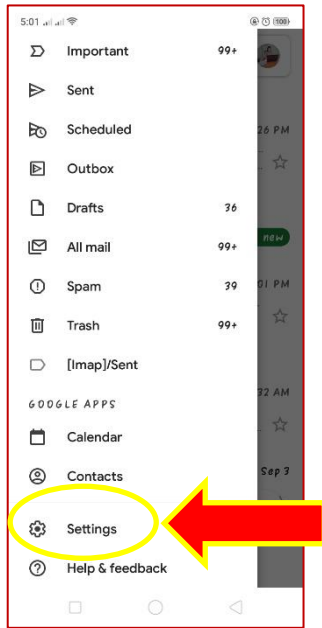 5:01 100
Important 99+
Sent
Scheduled 26 PM
Outbox
Drafts 36
All mail 99+ new
Spam 39 01 PM
Trash 99+
[Imap]/Sent
32 AM
GOOGLE APPS
Calendar
Contacts Sep 3
Settings
Help & feedback